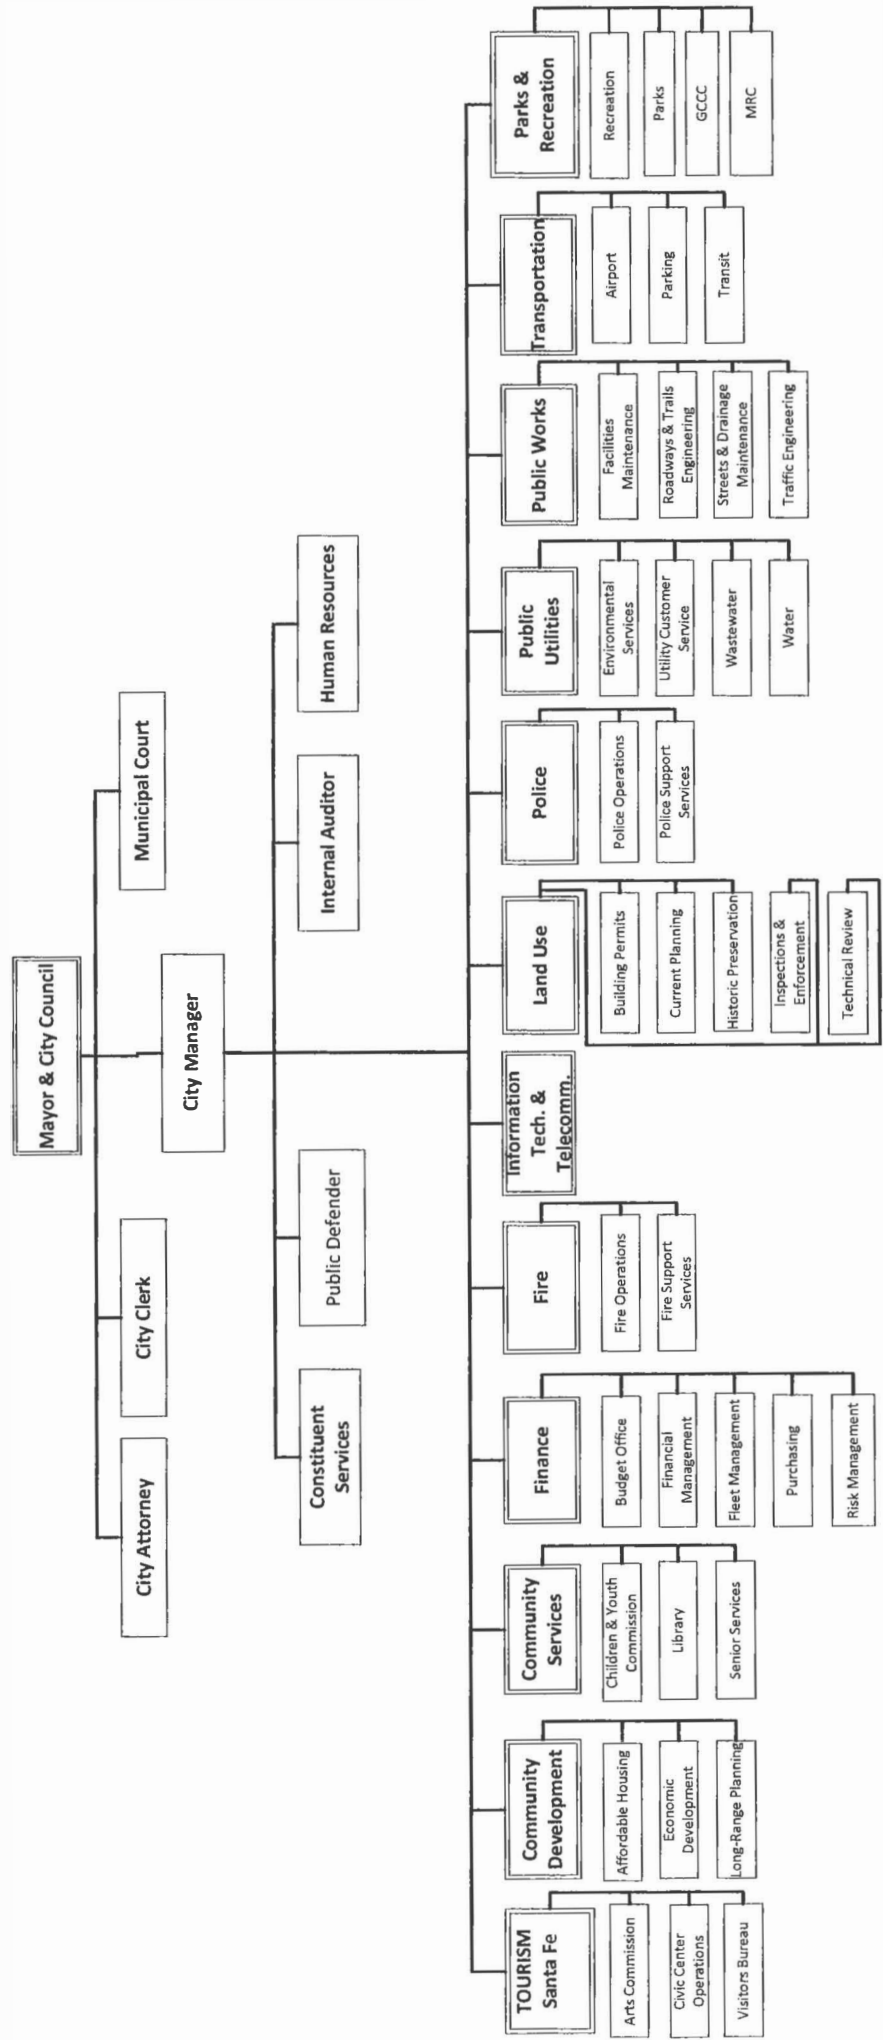 Mayor & City Council
City Attorney
City Clerk
Municipal Court
City Manager
Constituent
Services
Public Defender
Internal Auditor
Human Resources
TOURISM
Santa Fe
Arts Commission
Civic Center
Operations
Visitors Bureau
Community
Development
Affordable Housing
Economic
Development
Long-Range Planning
Community
Services
Children & Youth
Commission
Library
Senior Services
Finance
Budget Office
Financial
Management
Fleet Management
Purchasing
Risk Management
Fire
Fire Operations
Fire Support
Services
Information
Tech. &
Telecomm.
Land Use
Building Permits
Current Planning
Historic Preservation
Inspections &
Enforcement
Technical Review
Police
Police Operations
Police Support
Services
Public
Utilities
Environmental
Services
Utility Customer
Service
Wastewater
Water
Public Works
Facilities
Maintenance
Roadways & Trails
Engineering
Streets & Drainage
Maintenance
Traffic Engineering
Transportation
Airport
Parking
Transit
Parks &
Recreation
Recreation
Parks
GCCC
MRC